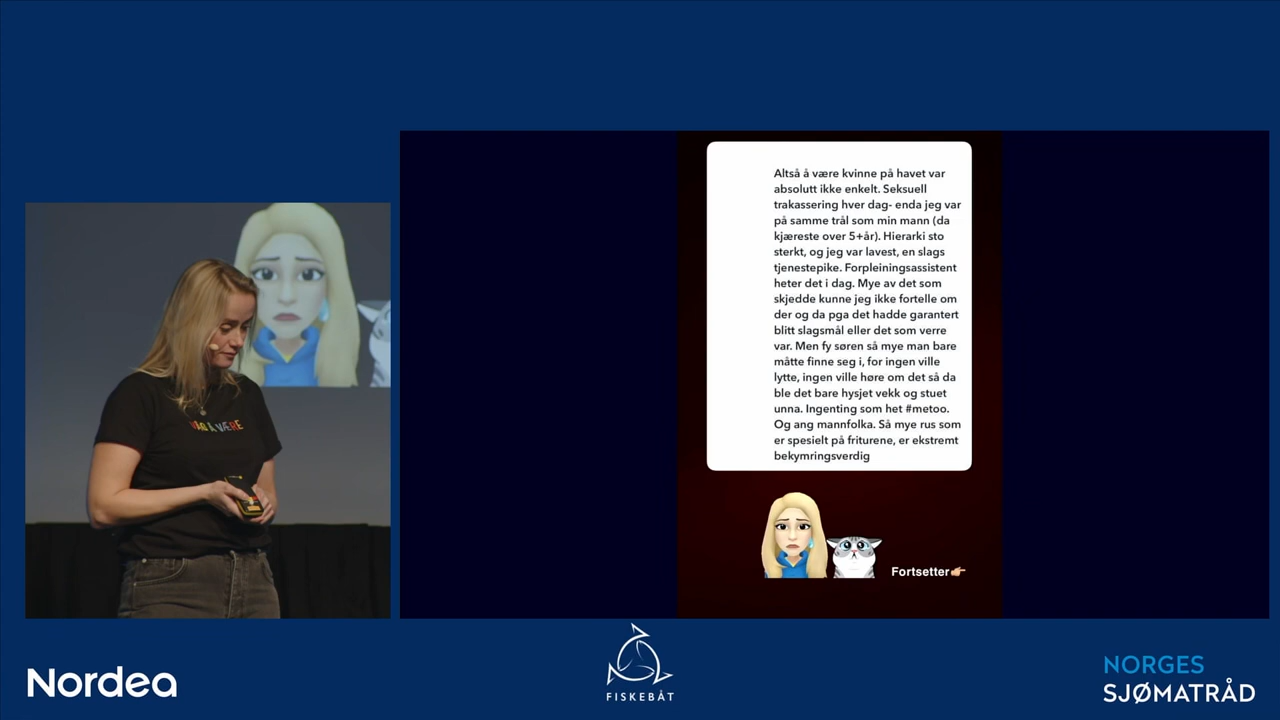 Altså å være kvinne på havet var
absolutt ikke enkelt. Seksuell
trakassering hver dag- enda jeg var
på samme trål som min mann (da
kjæreste over 5+år). Hierarki sto
sterkt, og jeg var lavest, en slags
tjenestepike. Forpleiningsassistent
heter det i dag. Mye av det som
skjedde kunne jeg ikke fortelle om
der og da pga det hadde garantert
blitt slagsmål eller det som verre
var. Men fy søren så mye man bare
måtte finne seg i, for ingen ville
lytte, ingen ville høre om det så da
ble det bare hysjet vekk og stuet
unna. Ingenting som het #metoo.
Og ang mannfolka. Så mye rus som
er spesielt på friturene, er ekstremt
bekymringsverdig
Fortsetter
VÅG Å VÆRE
Nordea
FISKEBÅT
NORGES
SJØMATRÅD